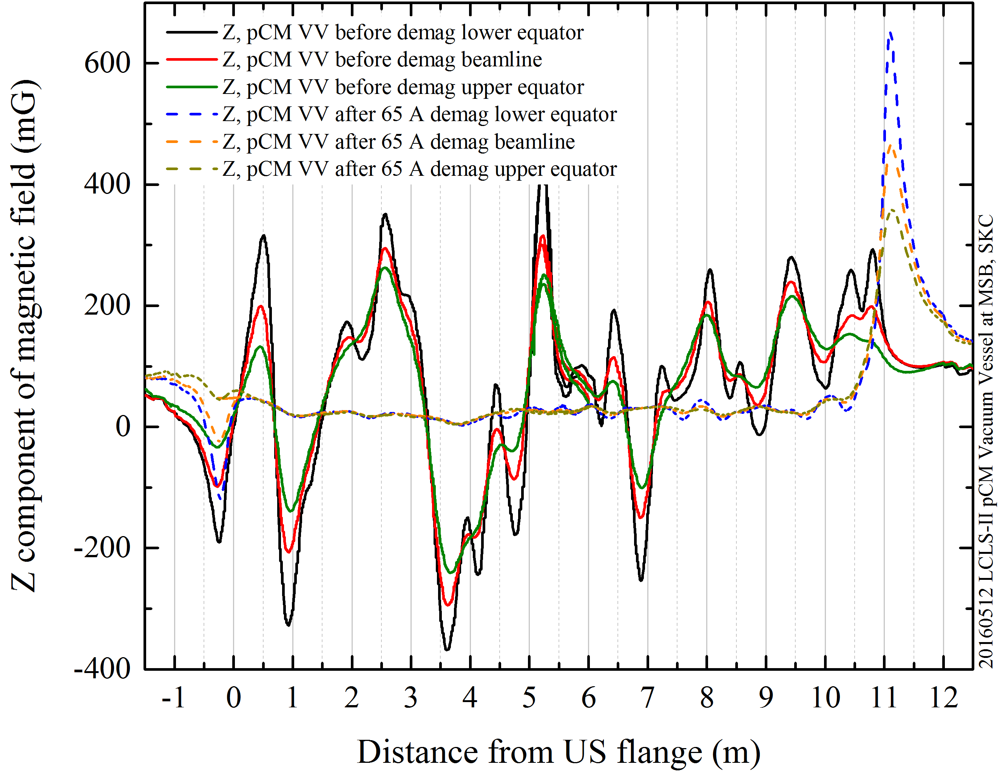 Z, pCM VV before demag lower equator
Z, pCM VV before demag beamline
Z, pCM VV before demag upper equator
Z, pCM VV after 65 A demag lower equator
Z, pCM VV after 65 A demag beamline
Z, pCM VV after 65 A demag upper equator
600
400
200
0
-200
-400
Z component of magnetic field (mG)
-1 0 1 2 3 4 5 6 7 8 9 10 11 12
Distance from US flange (m)
20160512 LCLS-II pCM Vacuum Vessel at MSB, SKC